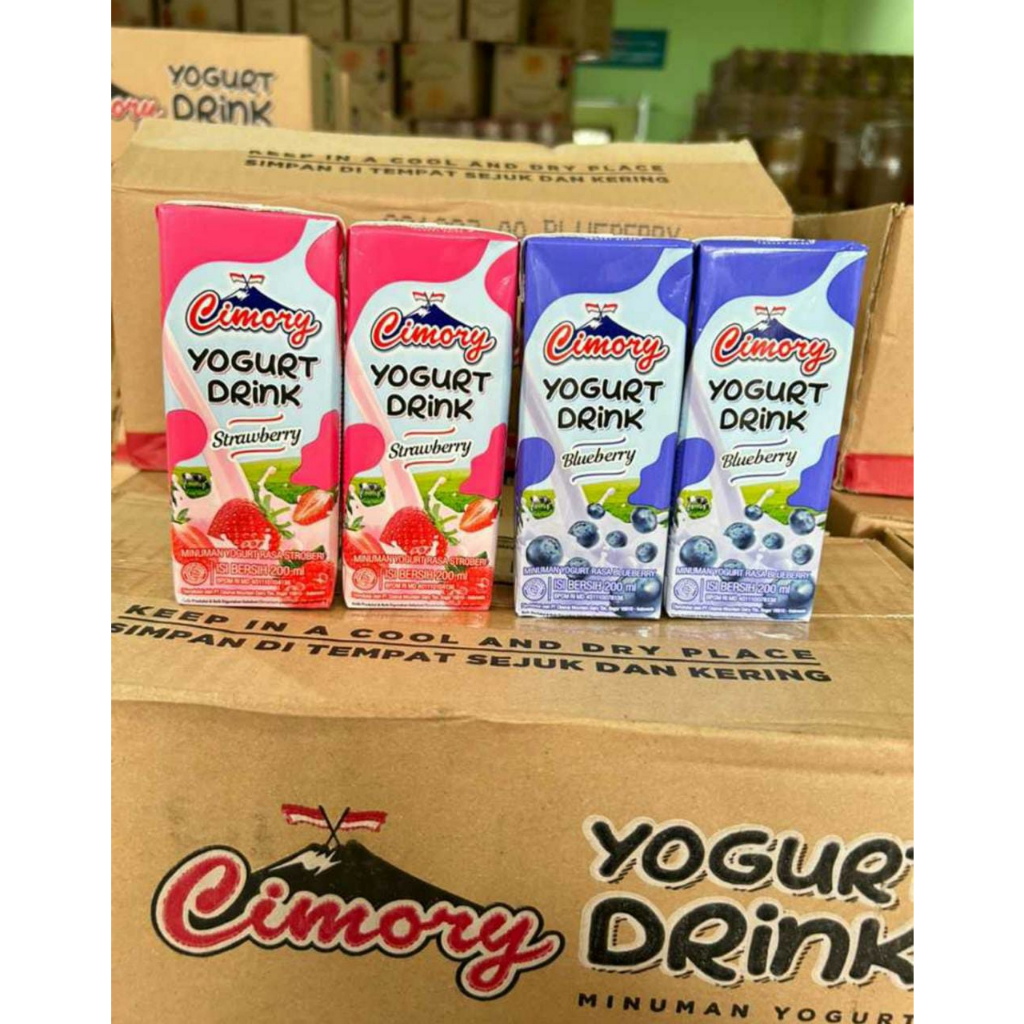 YOGURT
DRINK
KEEP IN A COOL AND DRY PLACE
SIMPAN DI TEMPAT SEJUK DAN KERING
BLUEBERRY
Cimory
YOGURT
DRINK
Strawberry
MINUMAN YOGURT RASA STROBERI
ISI BERSIH 200 ml
Cimory
YOGURT
DRINK
Strawberry
MINUMAN YOGURT RASA STROBERI
ISI BERSIH 200 ml
Cimory
YOGURT
DRINK
Blueberry
MINUMAN YOGURT RASA BLUEBERRY
ISI BERSIH 200 ml
Cimory
YOGURT
DRINK
Blueberry
MINUMAN YOGURT RASA BLUEBERRY
ISI BERSIH 200 ml
KEEP IN A COOL AND DRY PLACE
SIMPAN DI TEMPAT SEJUK DAN KERING
Cimory
YOGURT
DRINK
MINUMAN YOGURT